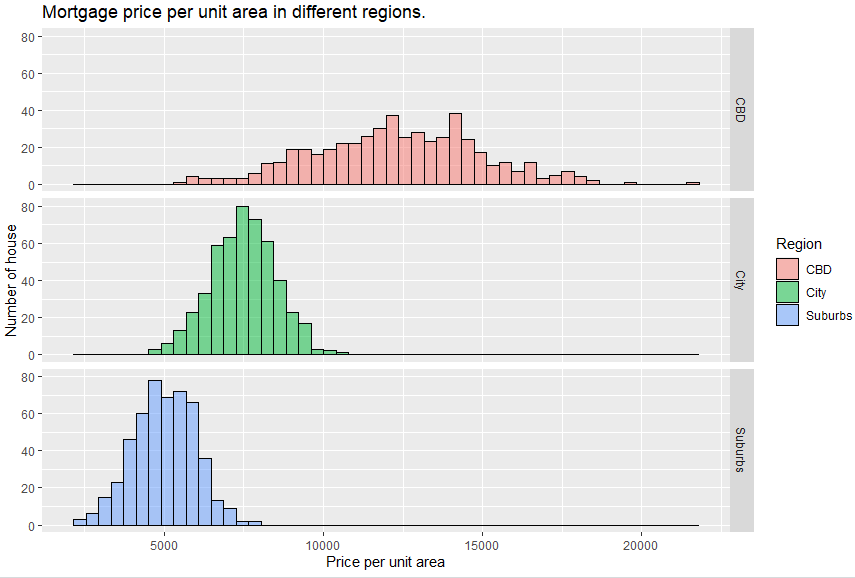 Mortgage price per unit area in different regions.
80
60
40
20
0
CBD
80
60
40
20
0
City
80
60
40
20
0
Suburbs
Number of house
5000 10000 15000 20000
Price per unit area
Region
CBD
City
Suburbs